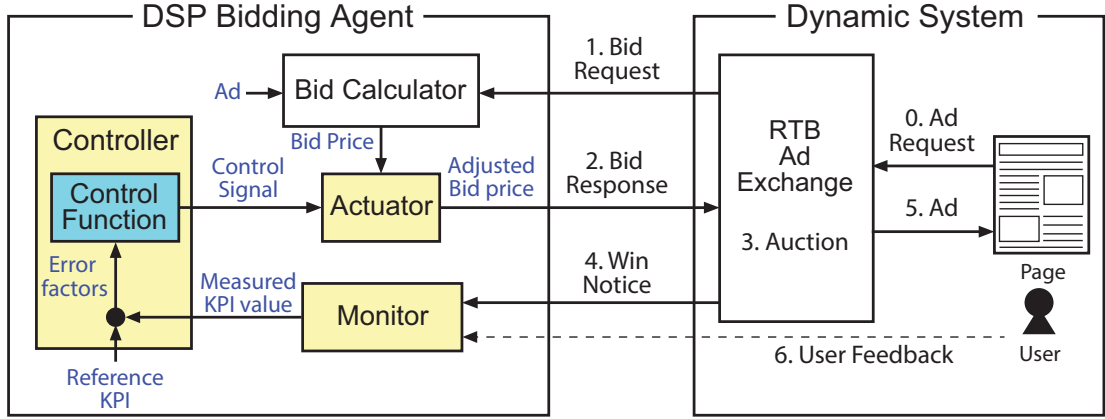 DSP Bidding Agent
Dynamic System
1. Bid
Request
Ad
Bid Calculator
Bid Price
Controller
Control
Function
Control
Signal
Actuator
Adjusted
Bid price
2. Bid
Response
RTB
Ad
Exchange
3. Auction
0. Ad
Request
5. Ad
Page
Error
factors
Measured
KPI value
Monitor
4. Win
Notice
6. User Feedback
User
Reference
KPI